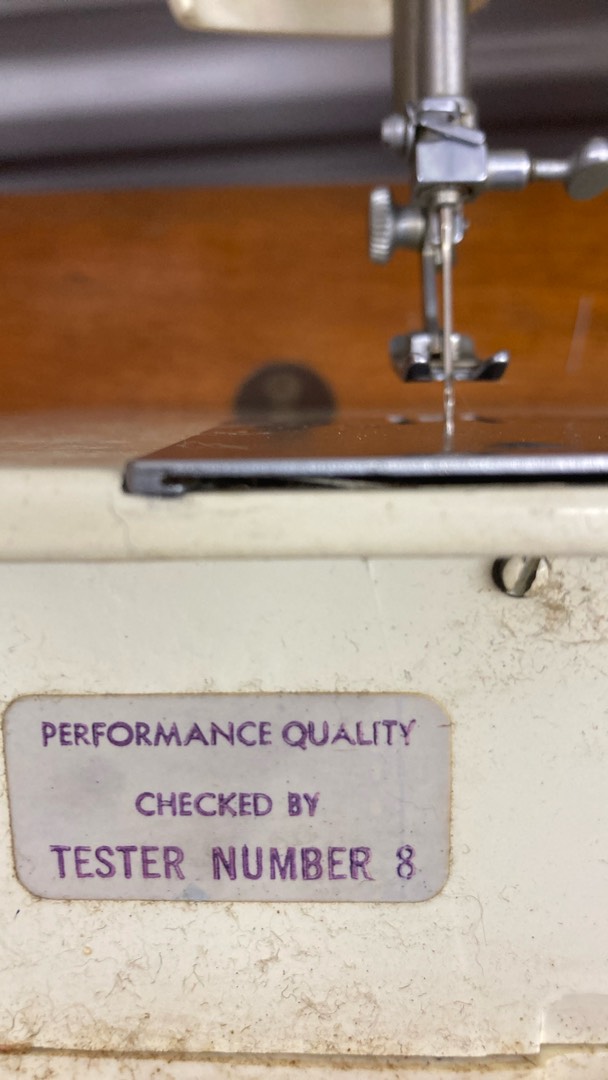 PERFORMANCE QUALITY
CHECKED BY
TESTER NUMBER 8